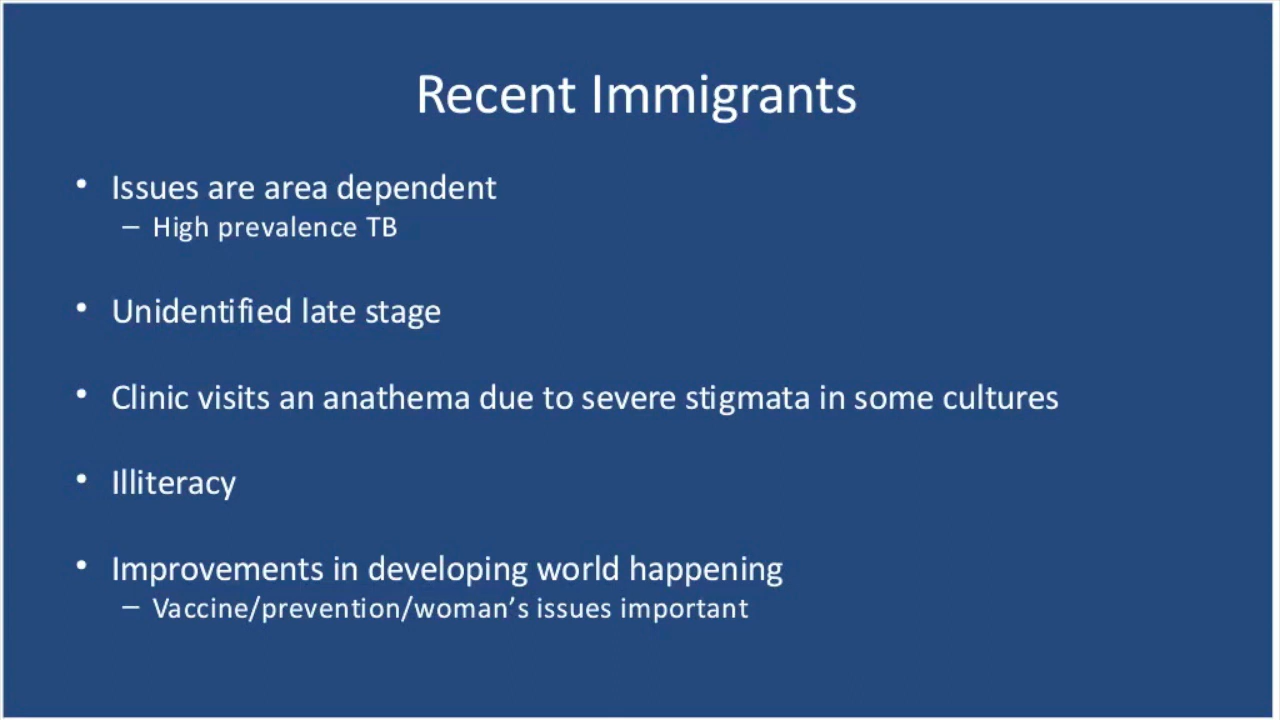 Recent Immigrants
• Issues are area dependent
– High prevalence TB
• Unidentified late stage
• Clinic visits an anathema due to severe stigmata in some cultures
• Illiteracy
• Improvements in developing world happening
– Vaccine/prevention/woman’s issues important